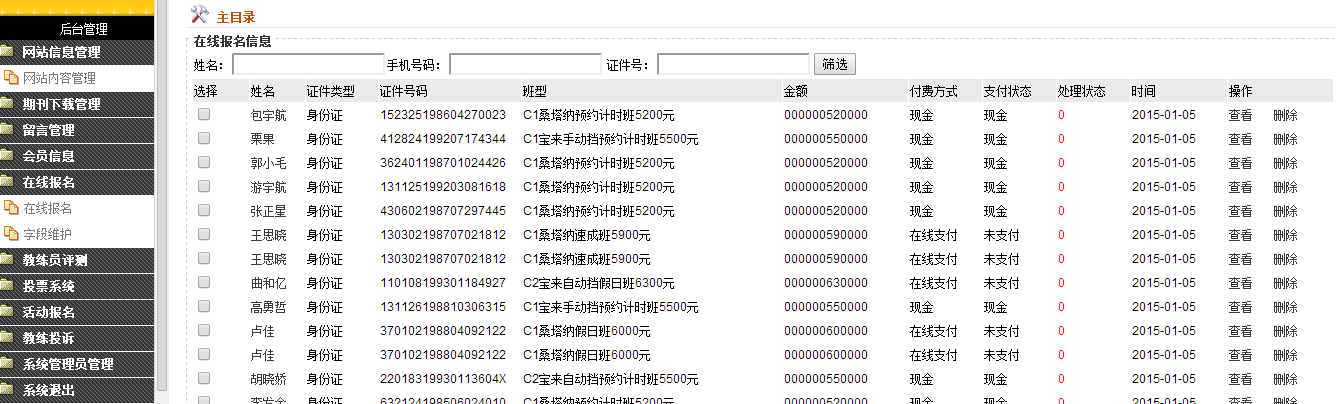 后台管理
网站信息管理
网站内容管理
期刊下载管理
留言管理
会员信息
在线报名
在线报名
字段维护
教练员评测
投票系统
活动报名
教练投诉
系统管理员管理
系统退出
主目录
在线报名信息
姓名： 手机号码： 证件号： 筛选
选择 姓名 证件类型 证件号码 班型 金额 付费方式 支付状态 处理状态 时间 操作
包宇航 身份证 152325198604270023 C1桑塔纳预约计时班5200元 000000520000 现金 现金 0 2015-01-05 查看 删除
栗果 身份证 412824199207174344 C1宝来手动挡预约计时班5500元 000000550000 现金 现金 0 2015-01-05 查看 删除
郭小毛 身份证 362401198701024426 C1桑塔纳预约计时班5200元 000000520000 现金 现金 0 2015-01-05 查看 删除
游宇航 身份证 131125199203081618 C1桑塔纳预约计时班5200元 000000520000 现金 现金 0 2015-01-05 查看 删除
张正星 身份证 430602198707297445 C1桑塔纳预约计时班5200元 000000520000 现金 现金 0 2015-01-05 查看 删除
王思晓 身份证 130302198707021812 C1桑塔纳速成班5900元 000000590000 在线支付 未支付 0 2015-01-05 查看 删除
王思晓 身份证 130302198707021812 C1桑塔纳速成班5900元 000000590000 在线支付 未支付 0 2015-01-05 查看 删除
曲和亿 身份证 110108199301184927 C2宝来自动挡假日班6300元 000000630000 在线支付 未支付 0 2015-01-05 查看 删除
高勇哲 身份证 131126198810306315 C1宝来手动挡预约计时班5500元 000000550000 现金 现金 0 2015-01-05 查看 删除
卢佳 身份证 370102198804092122 C1桑塔纳假日班6000元 000000600000 在线支付 未支付 0 2015-01-05 查看 删除
卢佳 身份证 370102198804092122 C1桑塔纳假日班6000元 000000600000 在线支付 未支付 0 2015-01-05 查看 删除
胡晓娇 身份证 22018319930113604X C2宝来自动挡预约计时班5500元 000000550000 现金 现金 0 2015-01-05 查看 删除
身份证 632124198506024010 C1桑塔纳预约计时班5200元 000000520000 现金 现金 0 2015-01-05 查看 删除